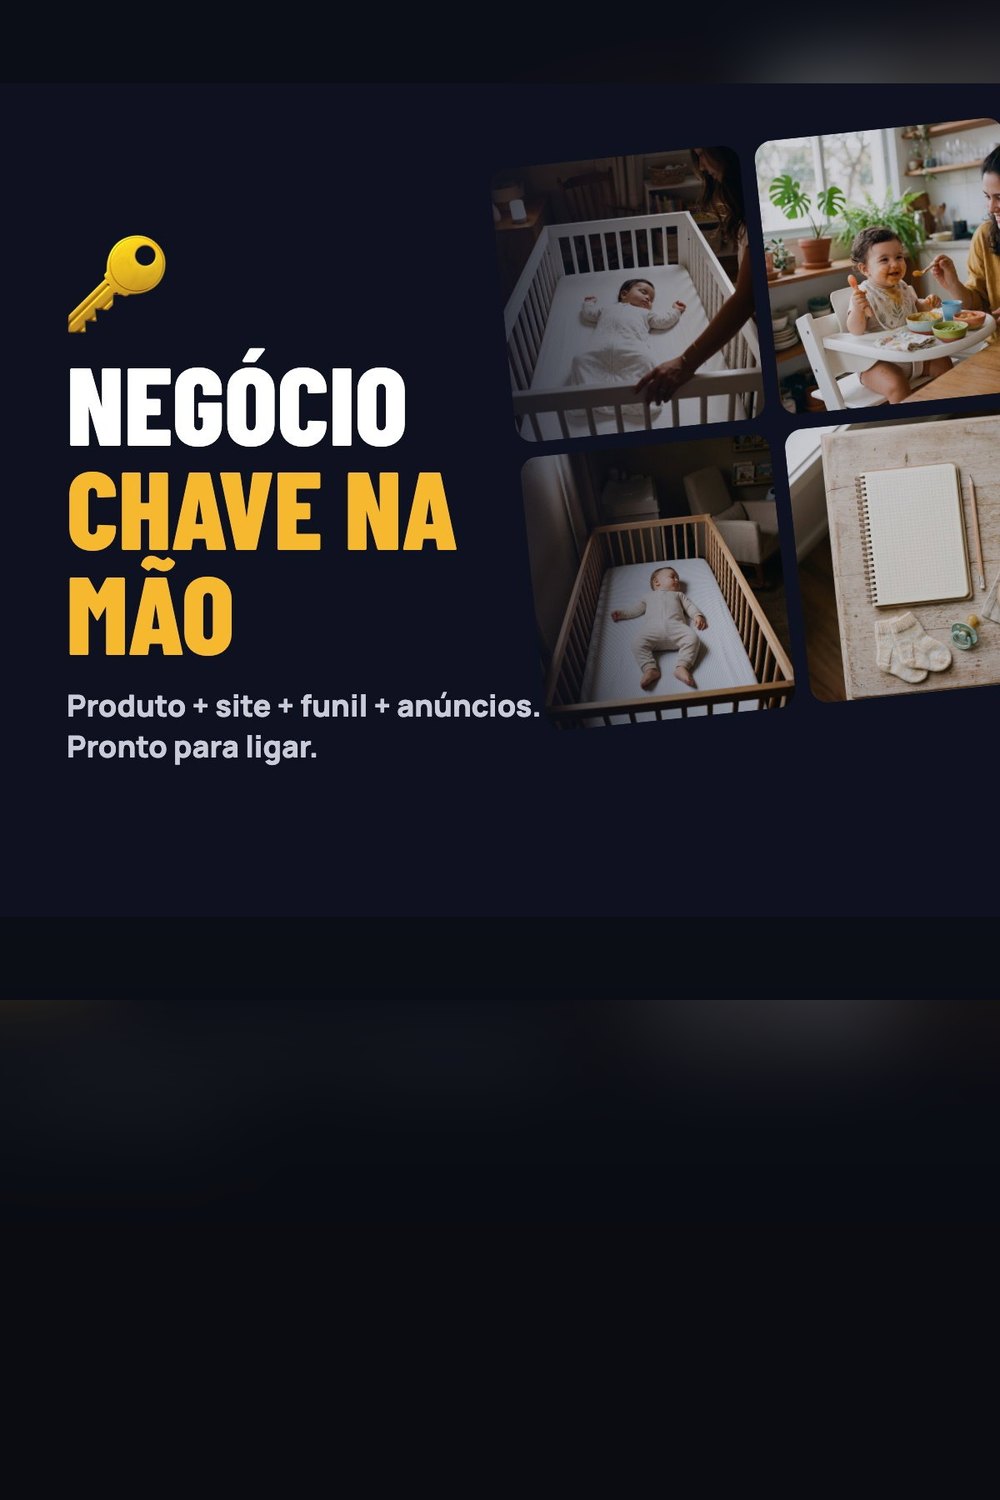 NEGÓCIO
CHAVE NA
MÃO
Produto + site + funil + anúncios.
Pronto para ligar.